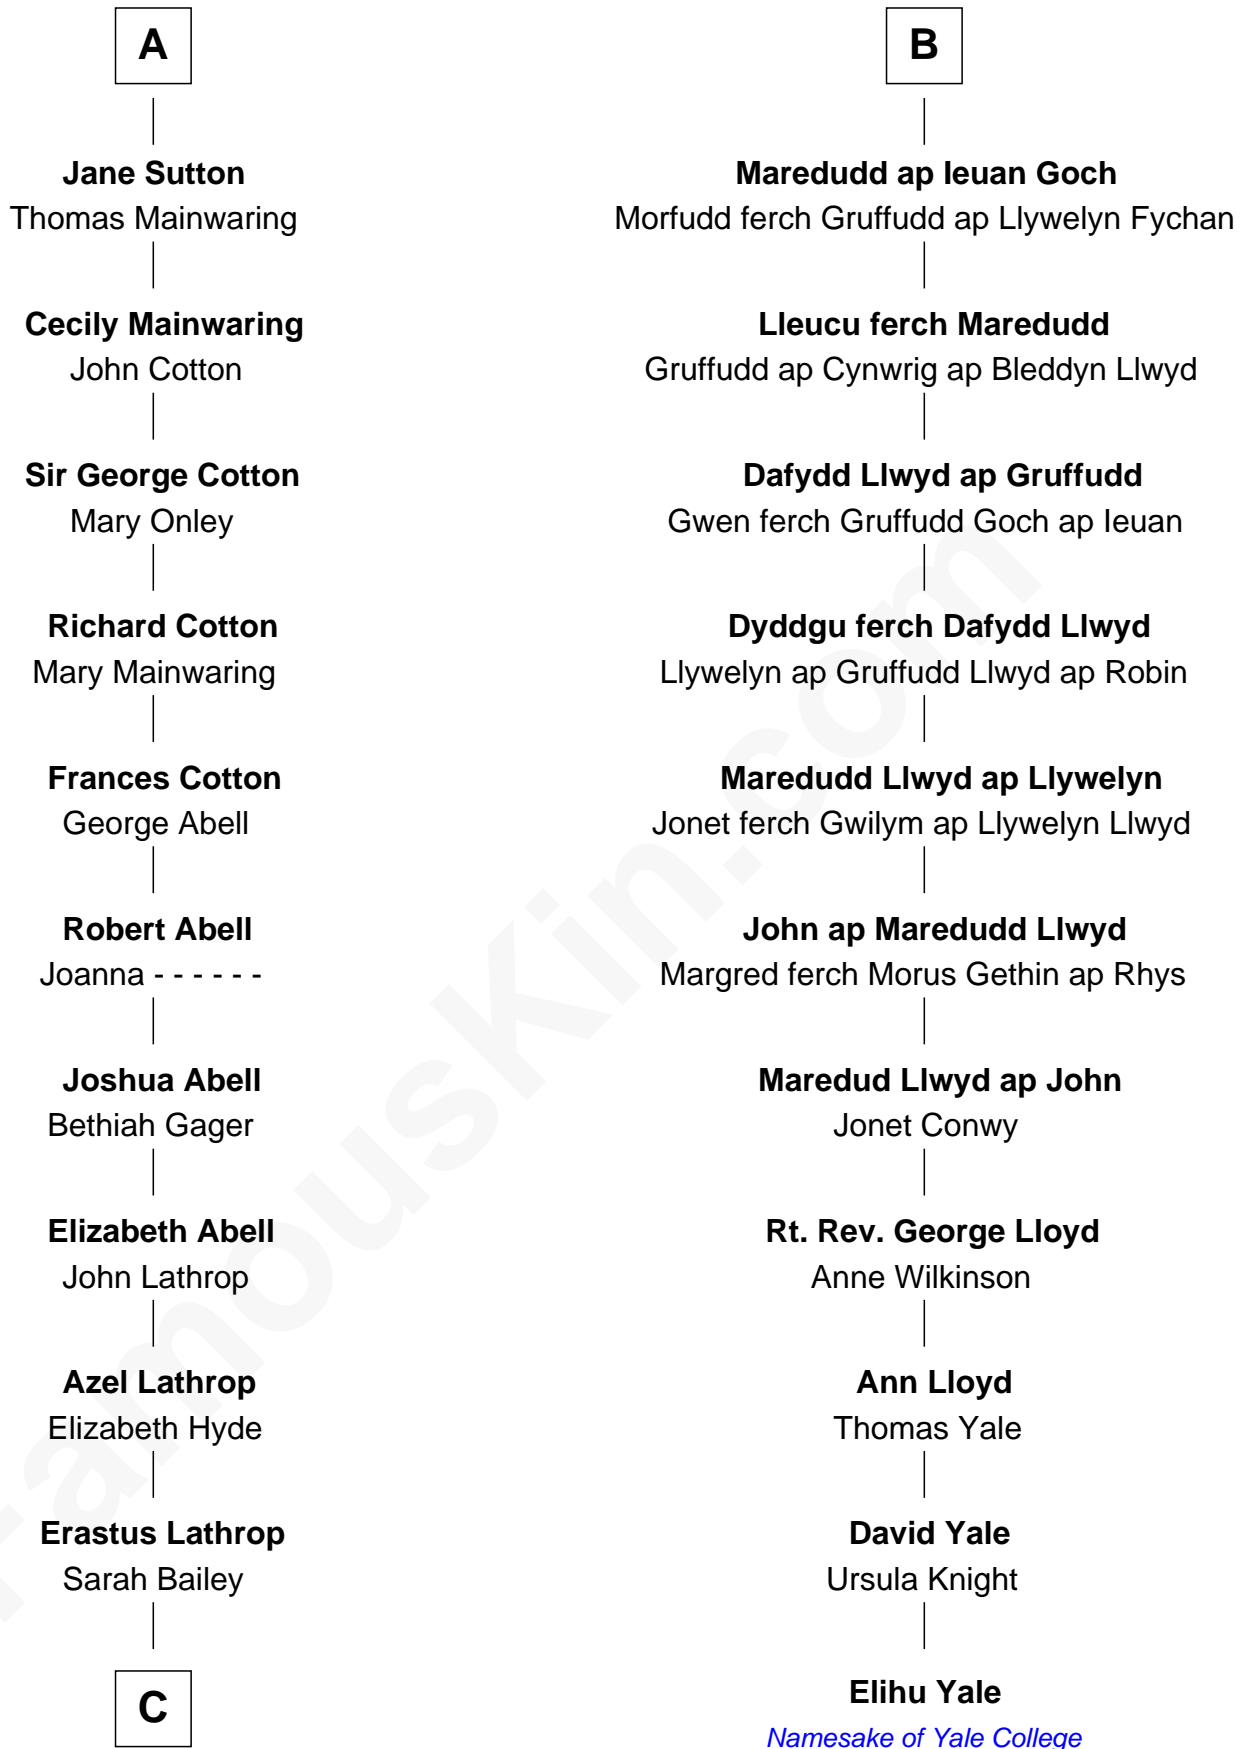 A
Jane Sutton
Thomas Mainwaring
Cecily Mainwaring
John Cotton
Sir George Cotton
Mary Onley
Richard Cotton
Mary Mainwaring
Frances Cotton
George Abell
Robert Abell
Joanna - - - - - -
Joshua Abell
Bethiah Gager
Elizabeth Abell
John Lathrop
Azel Lathrop
Elizabeth Hyde
Erastus Lathrop
Sarah Bailey
C
B
Maredudd ap Ieuan Goch
Morfudd ferch Gruffudd ap Llywelyn Fychan
Lleucu ferch Maredudd
Gruffudd ap Cynwrig ap Bleddyn Llwyd
Dafydd Llwyd ap Gruffudd
Gwen ferch Gruffudd Goch ap Ieuan
Dyddgu ferch Dafydd Llwyd
Llywelyn ap Gruffudd Llwyd ap Robin
Maredudd Llwyd ap Llywelyn
Jonet ferch Gwilym ap Llywelyn Llwyd
John ap Maredudd Llwyd
Margred ferch Morus Gethin ap Rhys
Maredud Llwyd ap John
Jonet Conwy
Rt. Rev. George Lloyd
Anne Wilkinson
Ann Lloyd
Thomas Yale
David Yale
Ursula Knight
Elihu Yale
Namesake of Yale College
FamousKin.com